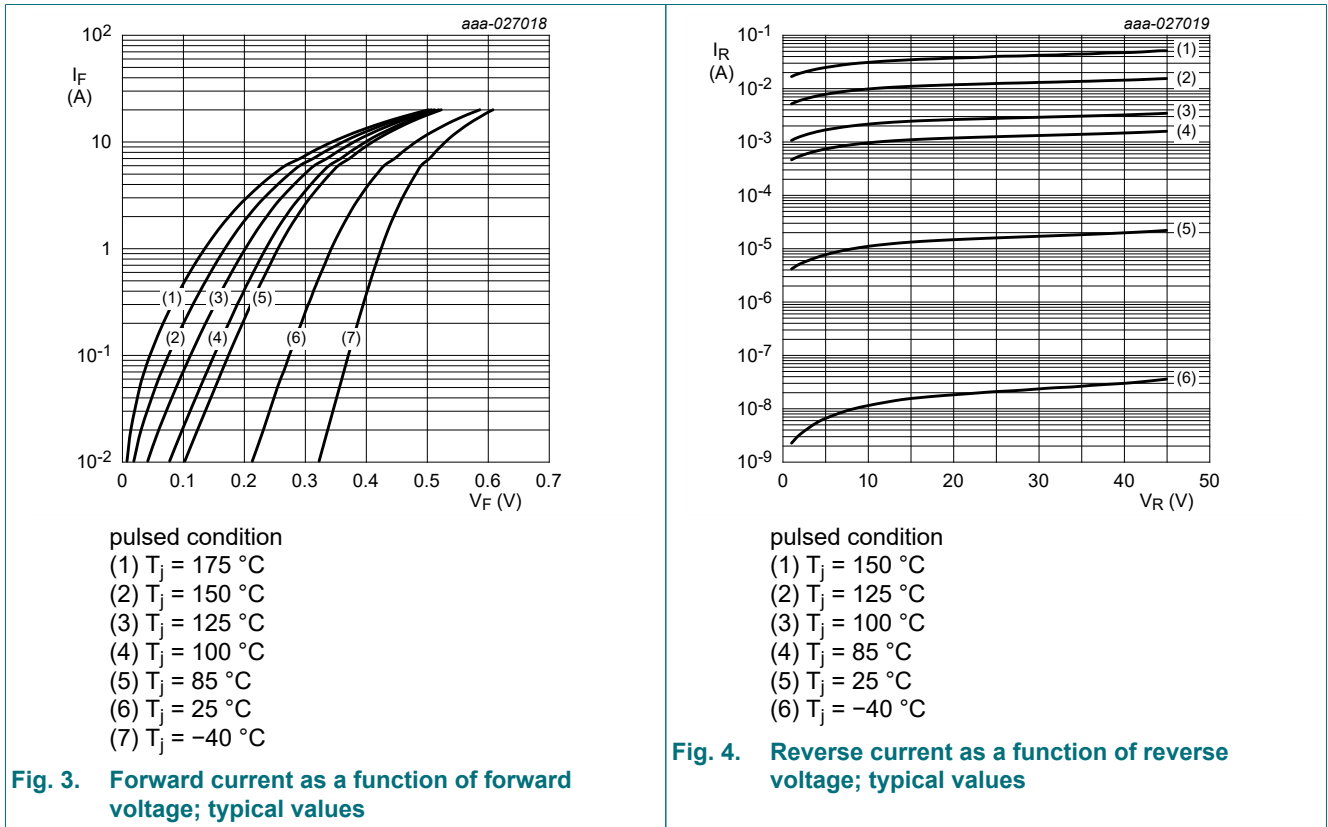 aaa-027018
10²
I_F
(A)
10
1
10⁻¹
10⁻²
(1)
(3)
(5)
(2)
(4)
(6)
(7)
0
0.1
0.2
0.3
0.4
0.5
0.6
0.7
V_F (V)
pulsed condition
(1) T_j = 175 °C
(2) T_j = 150 °C
(3) T_j = 125 °C
(4) T_j = 100 °C
(5) T_j = 85 °C
(6) T_j = 25 °C
(7) T_j = −40 °C
Fig. 3. Forward current as a function of forward
voltage; typical values
aaa-027019
10⁻¹
I_R
(A)
10⁻²
10⁻³
10⁻⁴
10⁻⁵
10⁻⁶
10⁻⁷
10⁻⁸
10⁻⁹
(1)
(2)
(3)
(4)
(5)
(6)
0
10
20
30
40
50
V_R (V)
pulsed condition
(1) T_j = 150 °C
(2) T_j = 125 °C
(3) T_j = 100 °C
(4) T_j = 85 °C
(5) T_j = 25 °C
(6) T_j = −40 °C
Fig. 4. Reverse current as a function of reverse
voltage; typical values